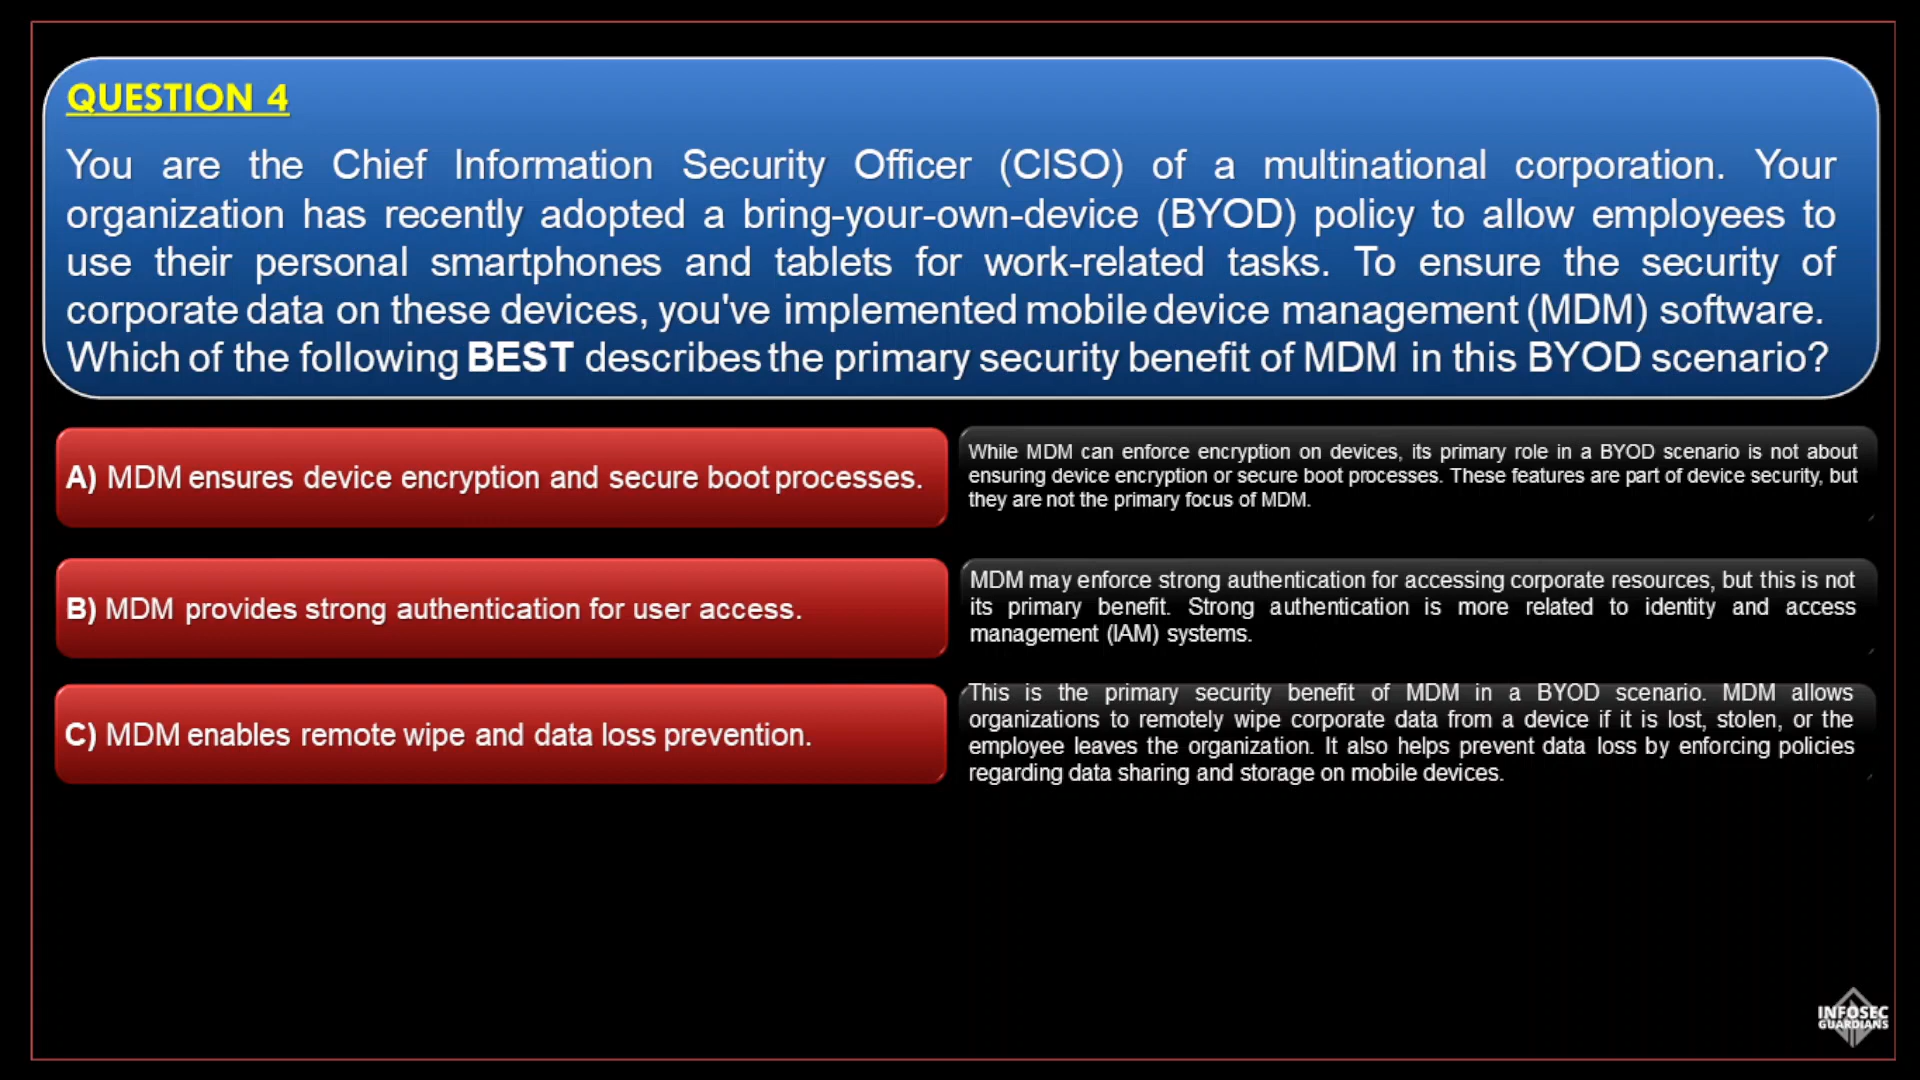 QUESTION 4
You are the Chief Information Security Officer (CISO) of a multinational corporation. Your
organization has recently adopted a bring-your-own-device (BYOD) policy to allow employees to
use their personal smartphones and tablets for work-related tasks. To ensure the security of
corporate data on these devices, you've implemented mobile device management (MDM) software.
Which of the following BEST describes the primary security benefit of MDM in this BYOD scenario?
A) MDM ensures device encryption and secure boot processes.
While MDM can enforce encryption on devices, its primary role in a BYOD scenario is not about
ensuring device encryption or secure boot processes. These features are part of device security, but
they are not the primary focus of MDM.
B) MDM provides strong authentication for user access.
MDM may enforce strong authentication for accessing corporate resources, but this is not
its primary benefit. Strong authentication is more related to identity and access
management (IAM) systems.
C) MDM enables remote wipe and data loss prevention.
This is the primary security benefit of MDM in a BYOD scenario. MDM allows
organizations to remotely wipe corporate data from a device if it is lost, stolen, or the
employee leaves the organization. It also helps prevent data loss by enforcing policies
regarding data sharing and storage on mobile devices.
INFOSEC
GUARDIANS